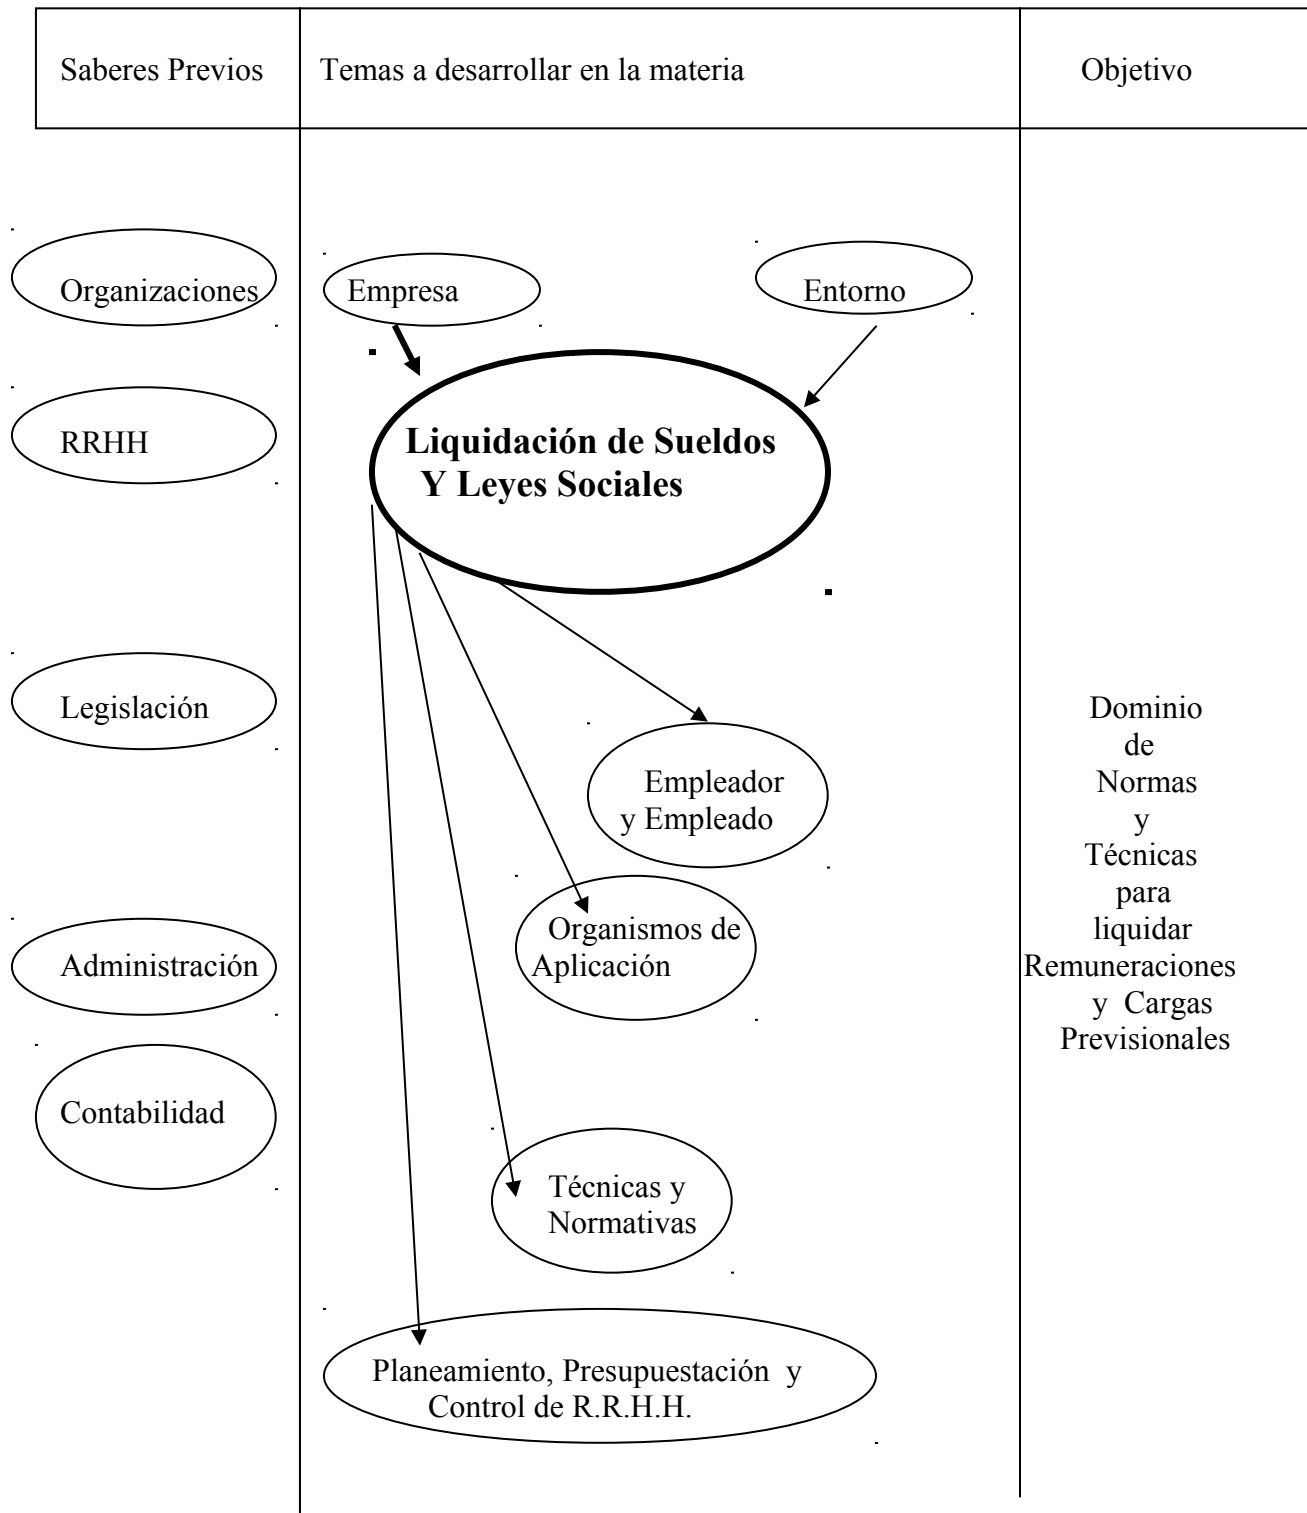 Saberes Previos
Temas a desarrollar en la materia
Objetivo
Organizaciones
Empresa
Entorno
RRHH
Liquidación de Sueldos
Y Leyes Sociales
Legislación
Empleador
y Empleado
Organismos de
Aplicación
Administración
Contabilidad
Técnicas y
Normativas
Planeamiento, Presupuestación y
Control de R.R.H.H.
Dominio
de
Normas
y
Técnicas
para
liquidar
Remuneraciones
y Cargas
Previsionales